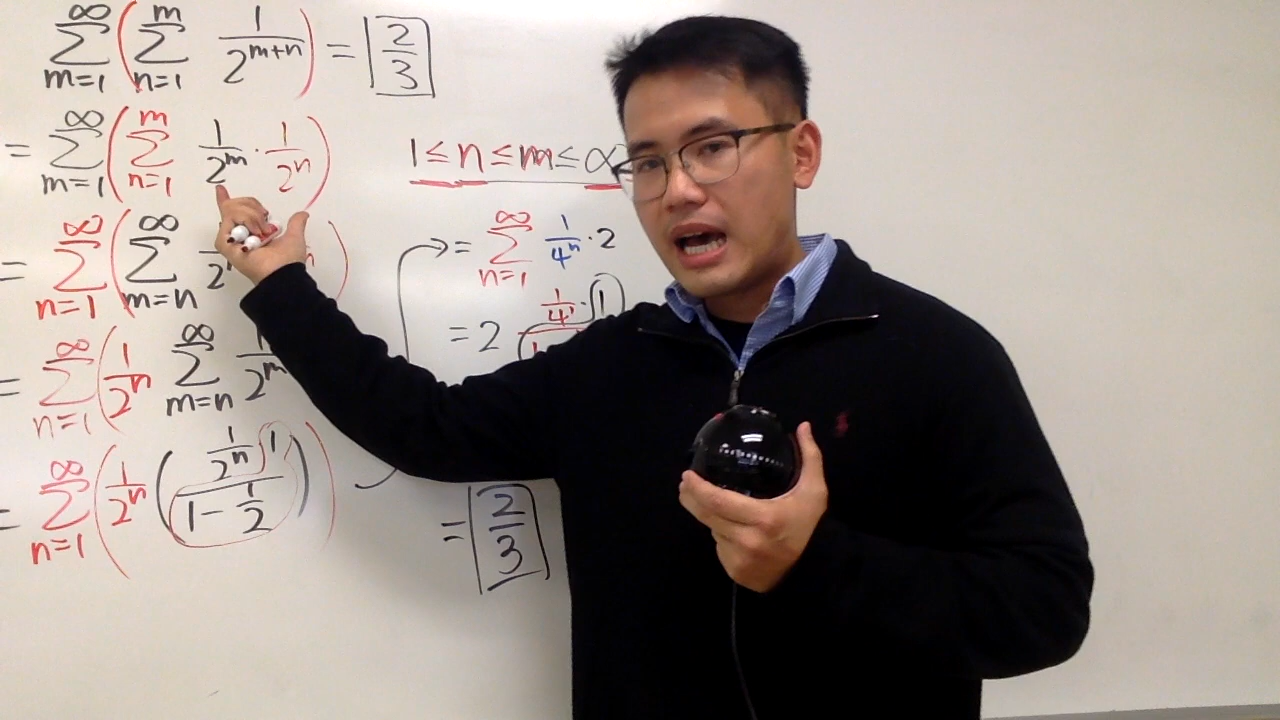 ∞ ∑ m=1 ( m ∑ n=1 1/2^(m+n) ) = 2/3
= ∞ ∑ m=1 ( m ∑ n=1 1/2^m · 1/2^n )
= ∞ ∑ n=1 ( ∞ ∑ m=n
= ∞ ∑ n=1 ( 1/2^n ∞ ∑ m=n 1/2^m
= ∞ ∑ n=1 ( 1/2^n ( 1/2^n · 1 / 1 - 1/2 ) )
1 ≤ n ≤ m ≤ ∞
= ∞ ∑ n=1 1/4^n · 2
= 2 1/4 · 1
= 2/3